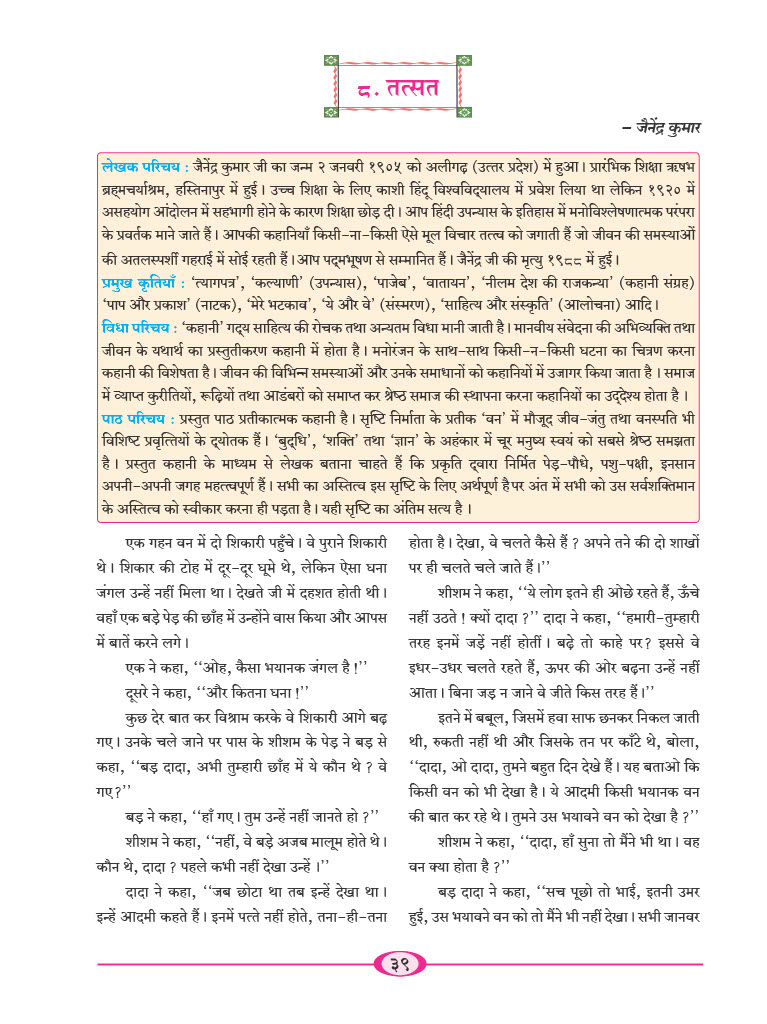 ८. तत्सत
– जैनेंद्र कुमार
लेखक परिचय : जैनेंद्र कुमार जी का जन्म २ जनवरी १९०५ को अलीगढ़ (उत्तर प्रदेश) में हुआ। प्रारंभिक शिक्षा ऋषभ
ब्रह्मचर्याश्रम, हस्तिनापुर में हुई। उच्च शिक्षा के लिए काशी हिंदू विश्वविद्यालय में प्रवेश लिया था लेकिन १९२० में
असहयोग आंदोलन में सहभागी होने के कारण शिक्षा छोड़ दी। आप हिंदी उपन्यास के इतिहास में मनोविश्लेषणात्मक परंपरा
के प्रवर्तक माने जाते हैं। आपकी कहानियाँ किसी-ना-किसी ऐसे मूल विचार तत्त्व को जगाती हैं जो जीवन की समस्याओं
की अतलस्पर्शी गहराई में सोई रहती हैं। आप पद्मभूषण से सम्मानित हैं। जैनेंद्र जी की मृत्यु १९८८ में हुई।
प्रमुख कृतियाँ : ‘त्यागपत्र’, ‘कल्याणी’ (उपन्यास), ‘पाजेब’, ‘वातायन’, ‘नीलम देश की राजकन्या’ (कहानी संग्रह)
‘पाप और प्रकाश’ (नाटक), ‘मेरे भटकाव’, ‘ये और वे’ (संस्मरण), ‘साहित्य और संस्कृति’ (आलोचना) आदि।
विधा परिचय : ‘कहानी’ गद्य साहित्य की रोचक तथा अन्यतम विधा मानी जाती है। मानवीय संवेदना की अभिव्यक्ति तथा
जीवन के यथार्थ का प्रस्तुतीकरण कहानी में होता है। मनोरंजन के साथ-साथ किसी-न-किसी घटना का चित्रण करना
कहानी की विशेषता है। जीवन की विभिन्न समस्याओं और उनके समाधानों को कहानियों में उजागर किया जाता है। समाज
में व्याप्त कुरीतियों, रूढ़ियों तथा आडंबरों को समाप्त कर श्रेष्ठ समाज की स्थापना करना कहानियों का उद्देश्य होता है।
पाठ परिचय : प्रस्तुत पाठ प्रतीकात्मक कहानी है। सृष्टि निर्माता के प्रतीक ‘वन’ में मौजूद जीव-जंतु तथा वनस्पति भी
विशिष्ट प्रवृत्तियों के द्योतक हैं। ‘बुद्धि’, ‘शक्ति’ तथा ‘ज्ञान’ के अहंकार में चूर मनुष्य स्वयं को सबसे श्रेष्ठ समझता
है। प्रस्तुत कहानी के माध्यम से लेखक बताना चाहते हैं कि प्रकृति द्वारा निर्मित पेड़-पौधे, पशु-पक्षी, इनसान
अपनी-अपनी जगह महत्त्वपूर्ण हैं। सभी का अस्तित्व इस सृष्टि के लिए अर्थपूर्ण है पर अंत में सभी को उस सर्वशक्तिमान
के अस्तित्व को स्वीकार करना ही पड़ता है। यही सृष्टि का अंतिम सत्य है।
एक गहन वन में दो शिकारी पहुँचे। वे पुराने शिकारी
थे। शिकार की टोह में दूर-दूर घूमे थे, लेकिन ऐसा घना
जंगल उन्हें नहीं मिला था। देखते जी में दहशत होती थी।
वहाँ एक बड़े पेड़ की छाँह में उन्होंने वास किया और आपस
में बातें करने लगे।
एक ने कहा, ‘‘ओह, कैसा भयानक जंगल है !’’
दूसरे ने कहा, ‘‘और कितना घना !’’
कुछ देर बात कर विश्राम करके वे शिकारी आगे बढ़
गए। उनके चले जाने पर पास के शीशम के पेड़ ने बड़ से
कहा, ‘‘बड़ दादा, अभी तुम्हारी छाँह में ये कौन थे ? वे
गए?’’
बड़ ने कहा, ‘‘हाँ गए। तुम उन्हें नहीं जानते हो ?’’
शीशम ने कहा, ‘‘नहीं, वे बड़े अजब मालूम होते थे।
कौन थे, दादा ? पहले कभी नहीं देखा उन्हें।’’
दादा ने कहा, ‘‘जब छोटा था तब इन्हें देखा था।
इन्हें आदमी कहते हैं। इनमें पत्ते नहीं होते, तना-ही-तना
होता है। देखा, वे चलते कैसे हैं ? अपने तने की दो शाखों
पर ही चलते चले जाते हैं।’’
शीशम ने कहा, ‘‘ये लोग इतने ही ओछे रहते हैं, ऊँचे
नहीं उठते ! क्यों दादा ?’’ दादा ने कहा, ‘‘हमारी-तुम्हारी
तरह इनमें जड़ें नहीं होतीं। बढ़े तो काहे पर? इससे वे
इधर-उधर चलते रहते हैं, ऊपर की ओर बढ़ना उन्हें नहीं
आता। बिना जड़ न जाने वे जीते किस तरह हैं।’’
इतने में बबूल, जिसमें हवा साफ छनकर निकल जाती
थी, रुकती नहीं थी और जिसके तन पर काँटे थे, बोला,
‘‘दादा, ओ दादा, तुमने बहुत दिन देखे हैं। यह बताओ कि
किसी वन को भी देखा है। ये आदमी किसी भयानक वन
की बात कर रहे थे। तुमने उस भयावने वन को देखा है ?’’
शीशम ने कहा, ‘‘दादा, हाँ सुना तो मैंने भी था। वह
वन क्या होता है ?’’
बड़ दादा ने कहा, ‘‘सच पूछो तो भाई, इतनी उमर
हुई, उस भयावने वन को तो मैंने भी नहीं देखा। सभी जानवर
३९